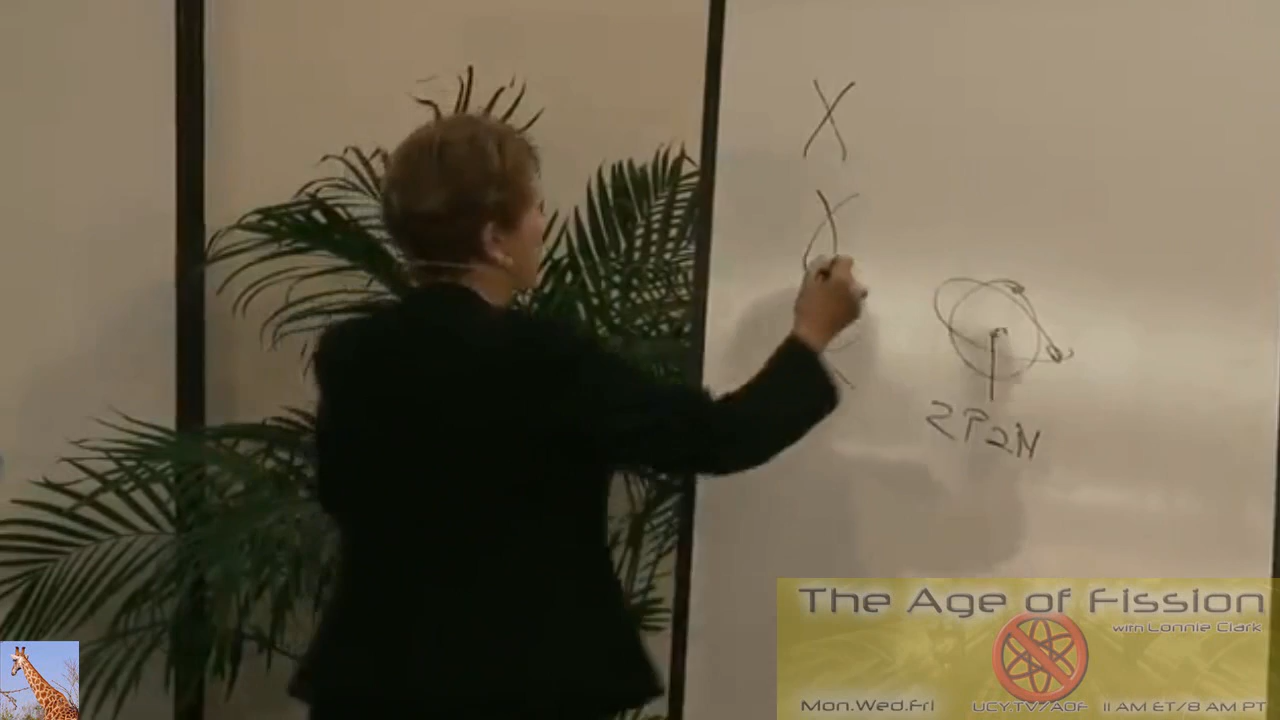 X
Y
2P2N
The Age of Fission
with Lonnie Clark
Mon.Wed.Fri UCY.TV/AOF 11 AM ET/8 AM PT